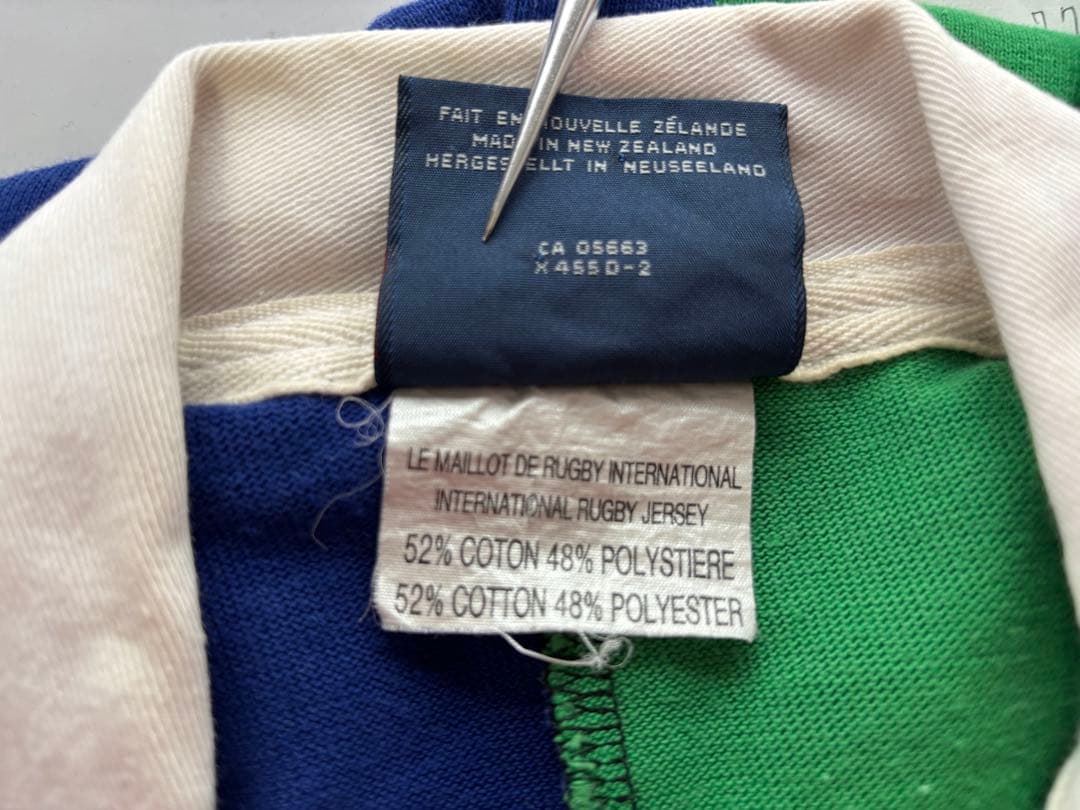 FAIT EN NOUVELLE ZÉLANDE
MADE IN NEW ZEALAND
HERGESTELLT IN NEUSEELAND
CA 05663
X 455 D-2
LE MAILLOT DE RUGBY INTERNATIONAL
INTERNATIONAL RUGBY JERSEY
52% COTON 48% POLYSTIERE
52% COTTON 48% POLYESTER